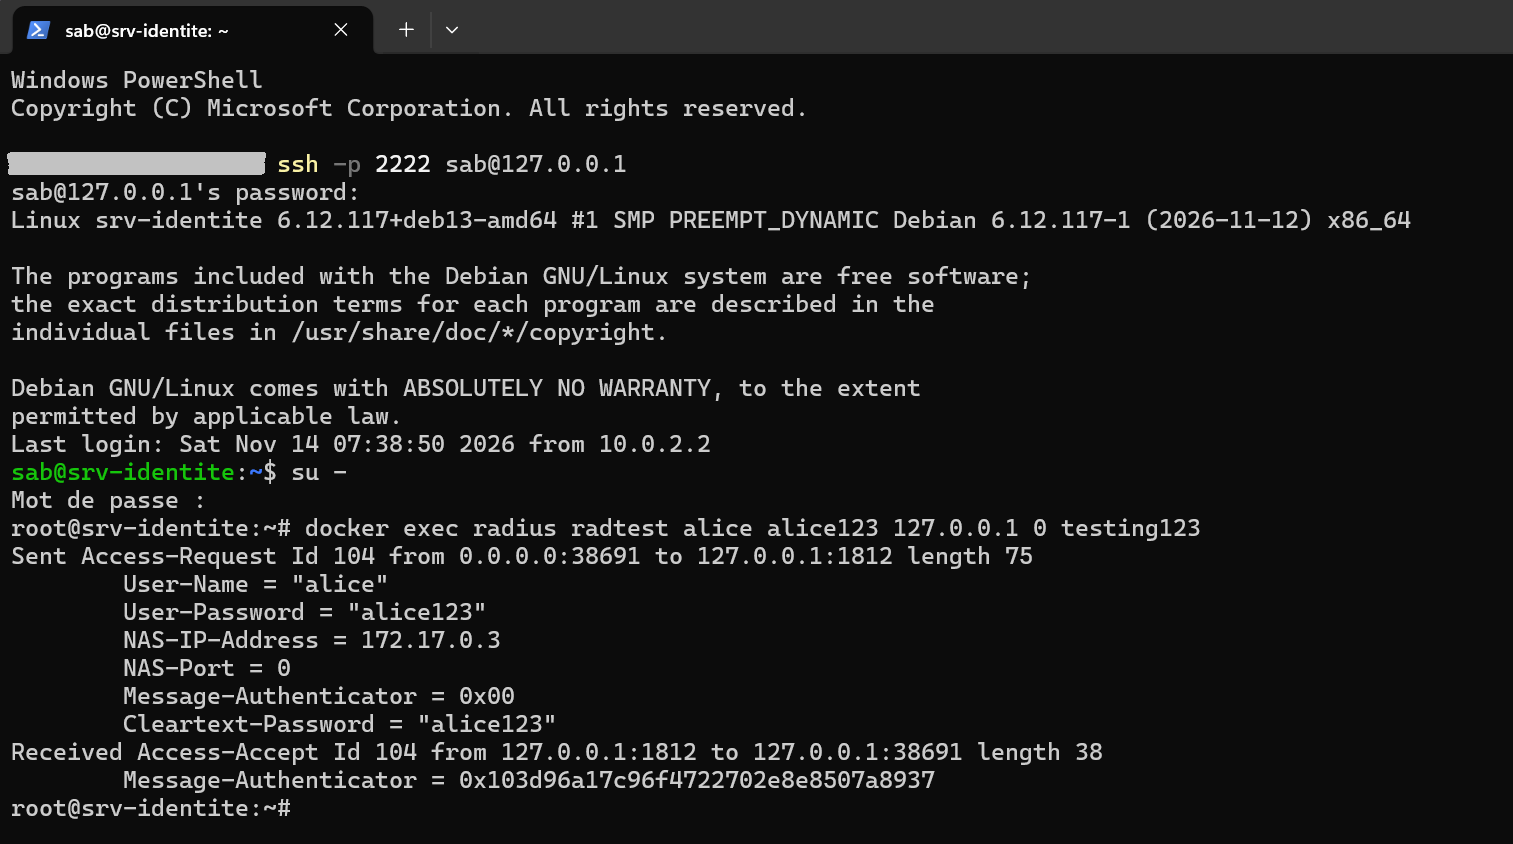 sab@srv-identite: ~
Windows PowerShell
Copyright (C) Microsoft Corporation. All rights reserved.
ssh -p 2222 sab@127.0.0.1
sab@127.0.0.1's password:
Linux srv-identite 6.12.117+deb13-amd64 #1 SMP PREEMPT_DYNAMIC Debian 6.12.117-1 (2026-11-12) x86_64
The programs included with the Debian GNU/Linux system are free software;
the exact distribution terms for each program are described in the
individual files in /usr/share/doc/*/copyright.
Debian GNU/Linux comes with ABSOLUTELY NO WARRANTY, to the extent
permitted by applicable law.
Last login: Sat Nov 14 07:38:50 2026 from 10.0.2.2
sab@srv-identite:~$ su -
Mot de passe :
root@srv-identite:~# docker exec radius radtest alice alice123 127.0.0.1 0 testing123
Sent Access-Request Id 104 from 0.0.0.0:38691 to 127.0.0.1:1812 length 75
        User-Name = "alice"
        User-Password = "alice123"
        NAS-IP-Address = 172.17.0.3
        NAS-Port = 0
        Message-Authenticator = 0x00
        Cleartext-Password = "alice123"
Received Access-Accept Id 104 from 127.0.0.1:1812 to 127.0.0.1:38691 length 38
        Message-Authenticator = 0x103d96a17c96f4722702e8e8507a8937
root@srv-identite:~#